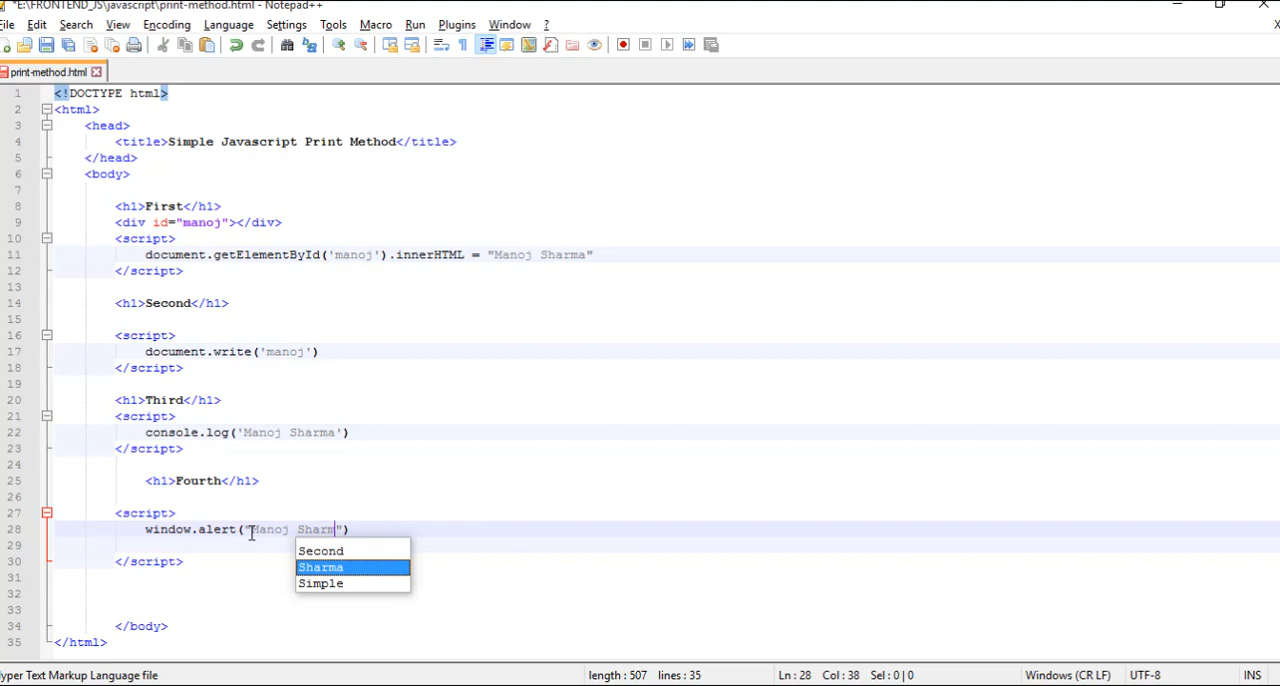 *E:\FRONTEND_JS\javascript\print-method.html - Notepad++
File Edit Search View Encoding Language Settings Tools Macro Run Plugins Window ?
print-method.html
1 <!DOCTYPE html>
2 <html>
3 <head>
4 <title>Simple Javascript Print Method</title>
5 </head>
6 <body>
7
8 <h1>First</h1>
9 <div id="manoj"></div>
10 <script>
11 document.getElementById('manoj').innerHTML = "Manoj Sharma"
12 </script>
13
14 <h1>Second</h1>
15
16 <script>
17 document.write('manoj')
18 </script>
19
20 <h1>Third</h1>
21 <script>
22 console.log('Manoj Sharma')
23 </script>
24
25 <h1>Fourth</h1>
26
27 <script>
28 window.alert("Manoj Sharm")
29 Second
30 </script>
Sharma
31 Simple
32
33
34 </body>
35 </html>
yper Text Markup Language file length : 507 lines : 35 Ln : 28 Col : 38 Sel : 0 | 0 Windows (CR LF) UTF-8 INS